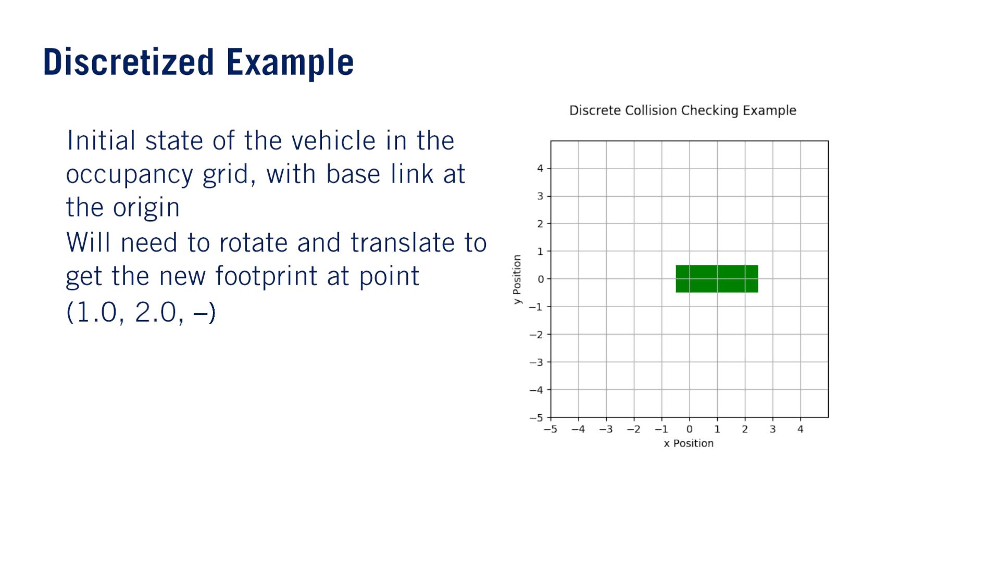 Discretized Example
Discrete Collision Checking Example
Initial state of the vehicle in the
occupancy grid, with base link at
the origin
Will need to rotate and translate to
get the new footprint at point
(1.0, 2.0, –)
y Position
4
3
2
1
0
−1
−2
−3
−4
−5
−5 −4 −3 −2 −1 0 1 2 3 4
x Position